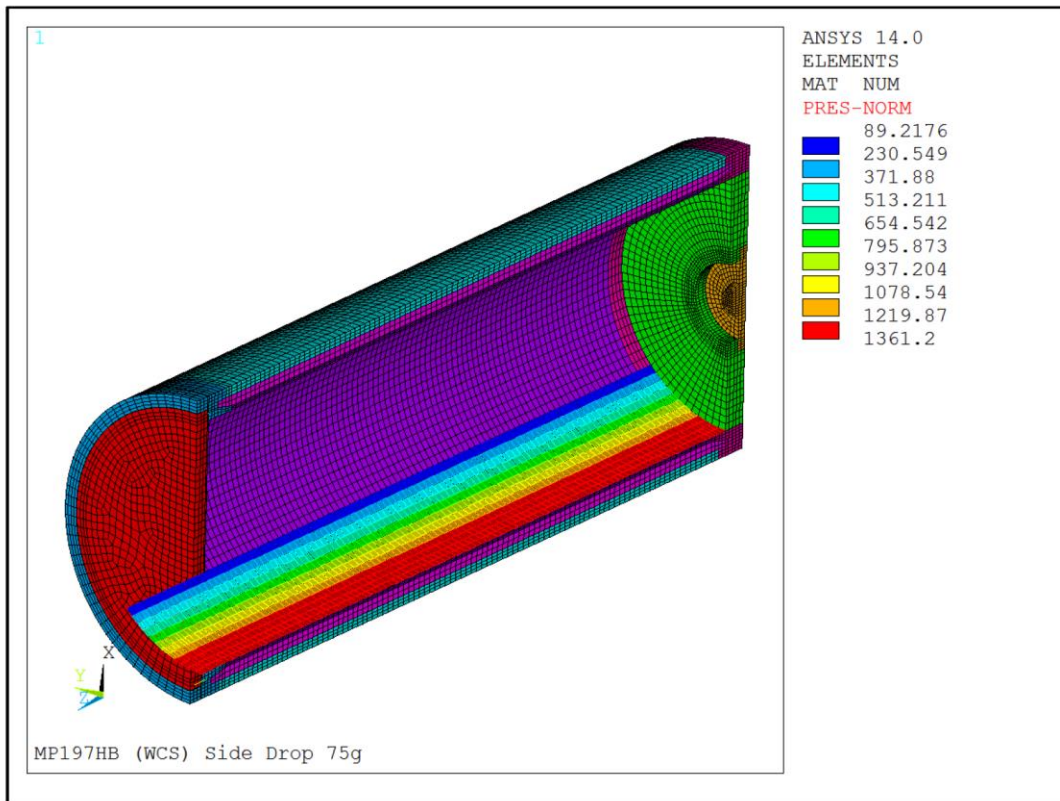 1
ANSYS 14.0
ELEMENTS
MAT NUM
PRES-NORM
89.2176
230.549
371.88
513.211
654.542
795.873
937.204
1078.54
1219.87
1361.2
X
Y
Z
MP197HB (WCS) Side Drop 75g